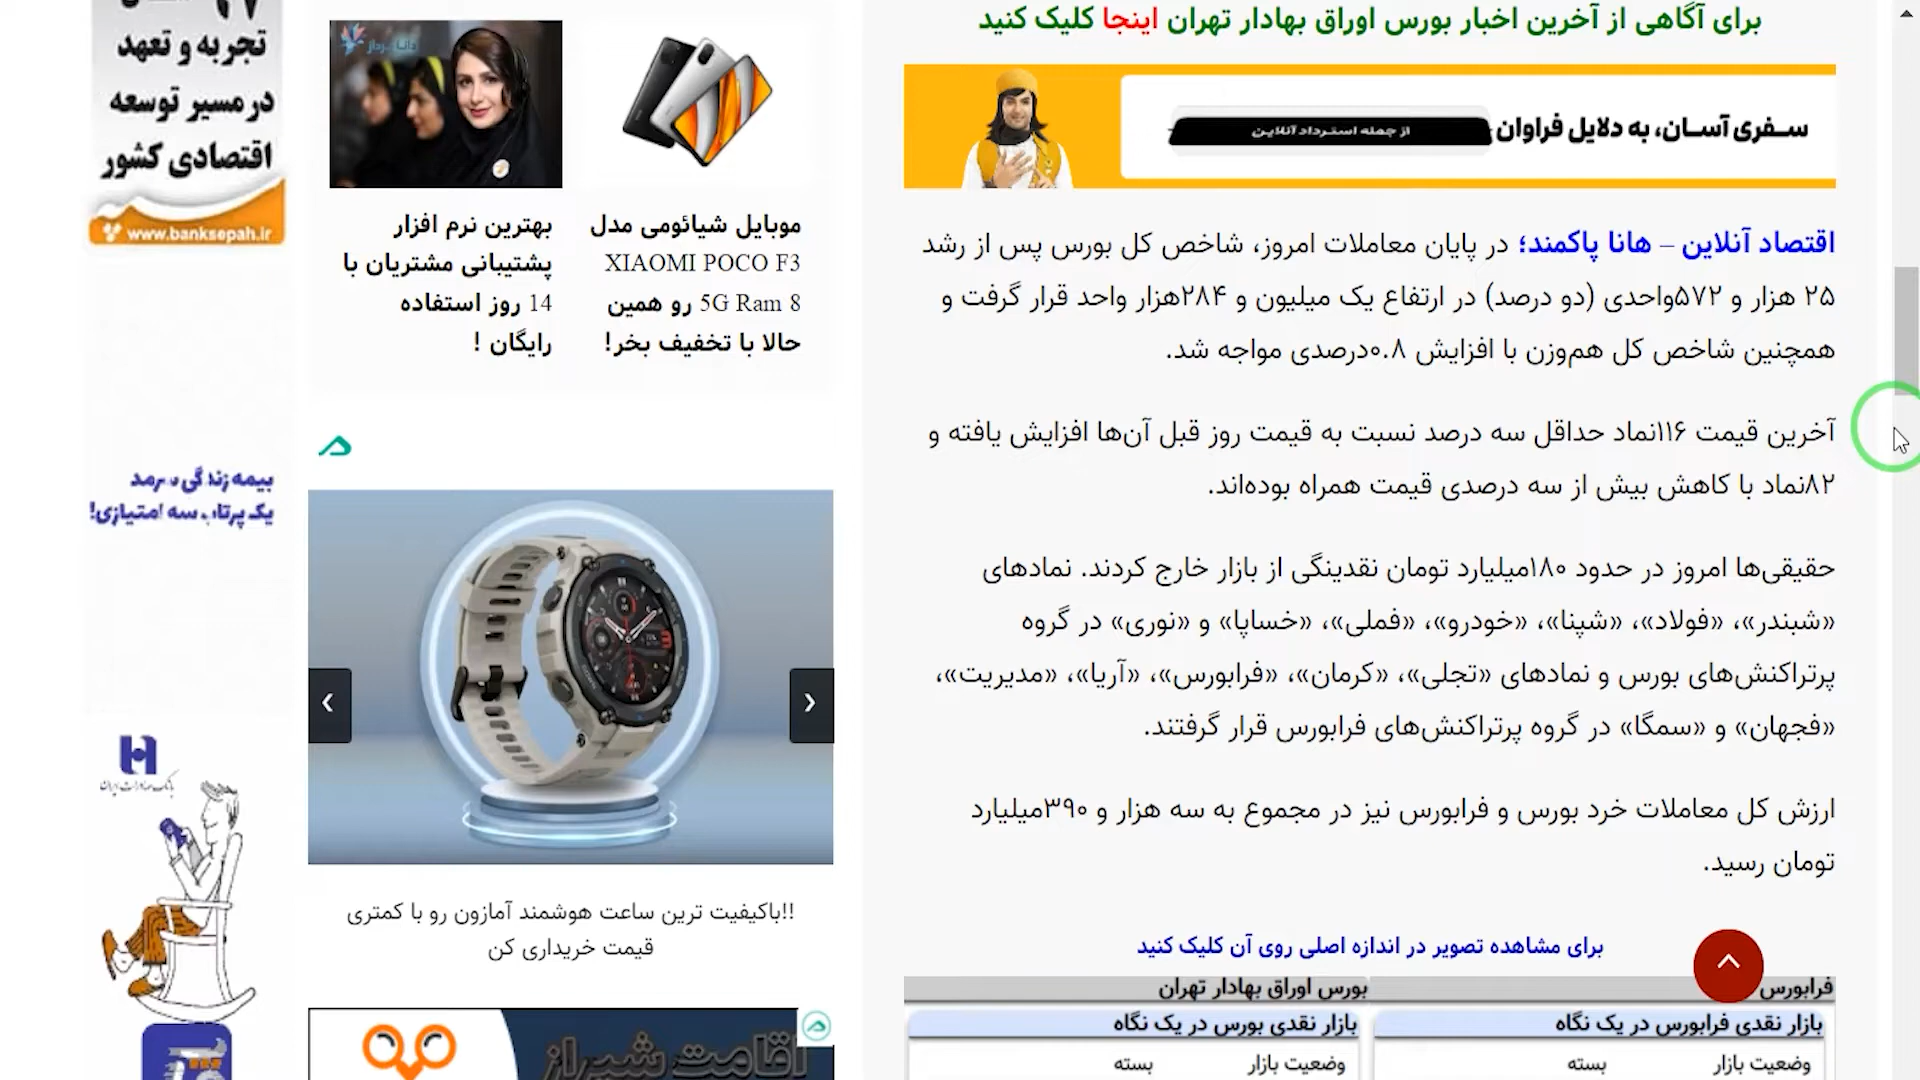 برای آگاهی از آخرین اخبار بورس اوراق بهادار تهران اینجا کلیک کنید
سفری آسان، به دلایل فراوان
از جمله استرداد آنلاین
اقتصاد آنلاین – هانا پاکمند؛ در پایان معاملات امروز، شاخص کل بورس پس از رشد
۲۵ هزار و ۵۷۲واحدی (دو درصد) در ارتفاع یک میلیون و ۲۸۴هزار واحد قرار گرفت و
همچنین شاخص کل هم‌وزن با افزایش ۰.۸درصدی مواجه شد.
آخرین قیمت ۱۱۶نماد حداقل سه درصد نسبت به قیمت روز قبل آن‌ها افزایش یافته و
۸۲نماد با کاهش بیش از سه درصدی قیمت همراه بوده‌اند.
حقیقی‌ها امروز در حدود ۱۸۰میلیارد تومان نقدینگی از بازار خارج کردند. نمادهای
«شبندر»، «فولاد»، «شپنا»، «خودرو»، «فملی»، «خساپا» و «نوری» در گروه
پرتراکنش‌های بورس و نمادهای «تجلی»، «کرمان»، «فرابورس»، «آریا»، «مدیریت»،
«فجهان» و «سمگا» در گروه پرتراکنش‌های فرابورس قرار گرفتند.
ارزش کل معاملات خرد بورس و فرابورس نیز در مجموع به سه هزار و ۳۹۰میلیارد
تومان رسید.
برای مشاهده تصویر در اندازه اصلی روی آن کلیک کنید
فرابورس
بورس اوراق بهادار تهران
بازار نقدی فرابورس در یک نگاه
بازار نقدی بورس در یک نگاه
وضعیت بازار بسته
وضعیت بازار بسته
موبایل شیائومی مدل
XIAOMI POCO F3
5G Ram 8 رو همین
حالا با تخفیف بخر!
بهترین نرم افزار
پشتیبانی مشتریان با
14 روز استفاده
رایگان !
!!باکیفیت ترین ساعت هوشمند آمازون رو با کمتری
قیمت خریداری کن
اقامت شیراز
تجربه و تعهد
در مسیر توسعه
اقتصادی کشور
www.banksepah.ir
بیمه زندگی سرمد
یک پرتاب سه امتیازی!
بانک صادرات ایران